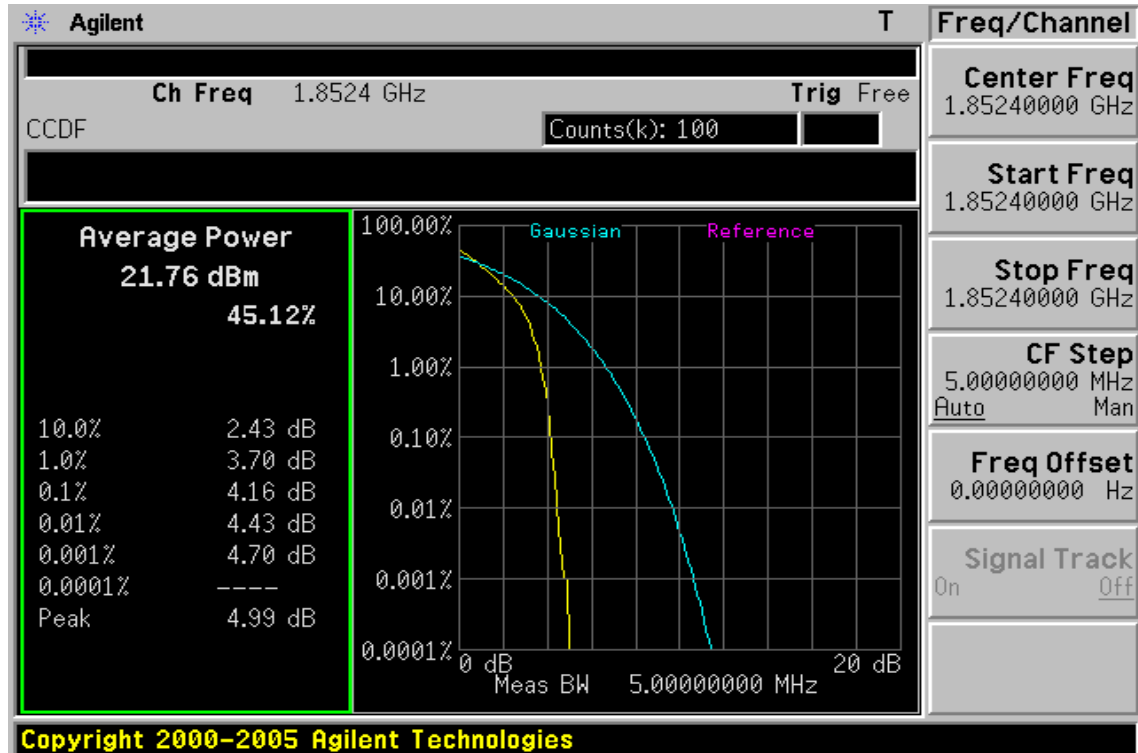 Agilent T
Freq/Channel
Ch Freq 1.8524 GHz Trig Free
CCDF Counts(k): 100
Average Power
21.76 dBm
45.12%
10.0% 2.43 dB
1.0% 3.70 dB
0.1% 4.16 dB
0.01% 4.43 dB
0.001% 4.70 dB
0.0001% ----
Peak 4.99 dB
Gaussian Reference
100.00%
10.00%
1.00%
0.10%
0.01%
0.001%
0.0001%
0 dB 20 dB
Meas BW 5.00000000 MHz
Center Freq
1.85240000 GHz
Start Freq
1.85240000 GHz
Stop Freq
1.85240000 GHz
CF Step
5.00000000 MHz
Auto Man
Freq Offset
0.00000000 Hz
Signal Track
On Off
Copyright 2000-2005 Agilent Technologies